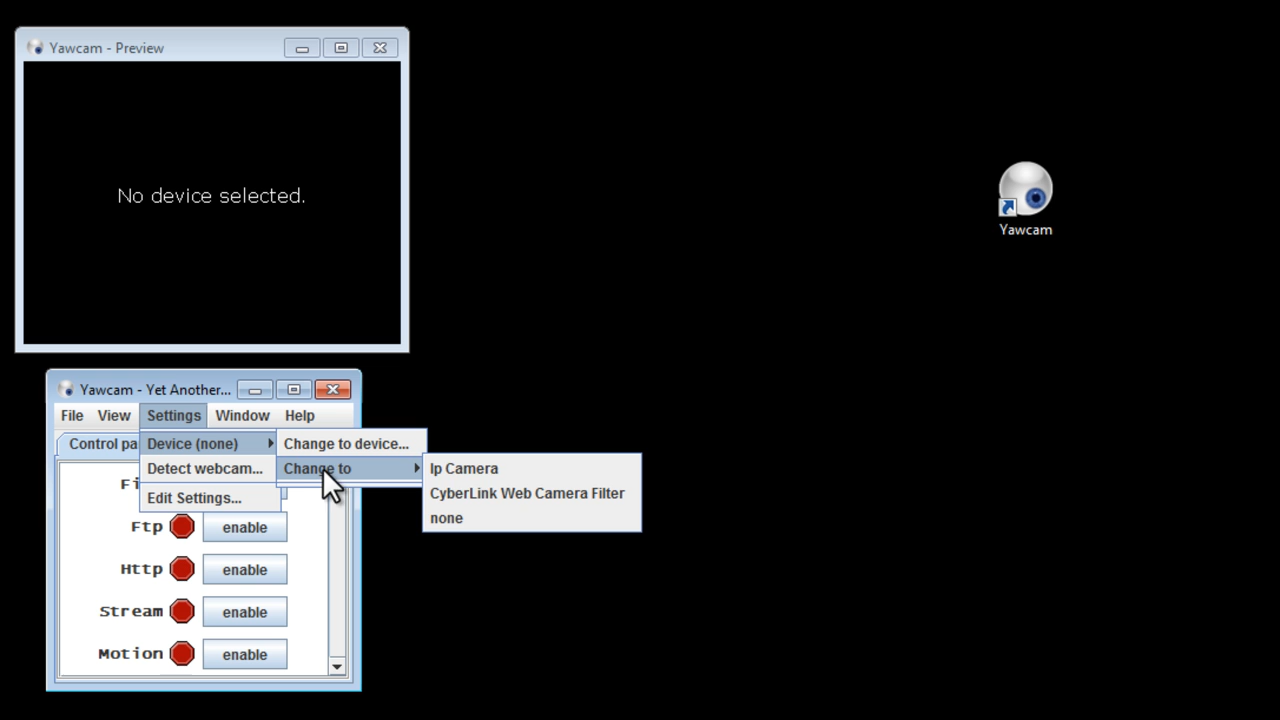 Yawcam - Preview
No device selected.
Yawcam
Yawcam - Yet Another...
File View Settings Window Help
Control pa
Device (none)
Change to device...
Detect webcam...
Change to
Ip Camera
Edit Settings...
CyberLink Web Camera Filter
none
Fi
Ftp enable
Http enable
Stream enable
Motion enable